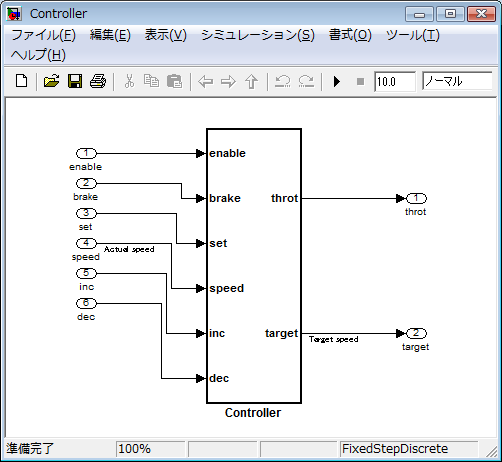 Controller
ファイル(F) 編集(E) 表示(V) シミュレーション(S) 書式(O) ツール(T)
ヘルプ(H)
10.0 ノーマル
1
enable
2
brake
3
set
4
speed
Actual speed
5
inc
6
dec
enable
brake
set
speed
inc
dec
throt
target
Controller
1
throt
Target speed
2
target
準備完了 100% FixedStepDiscrete